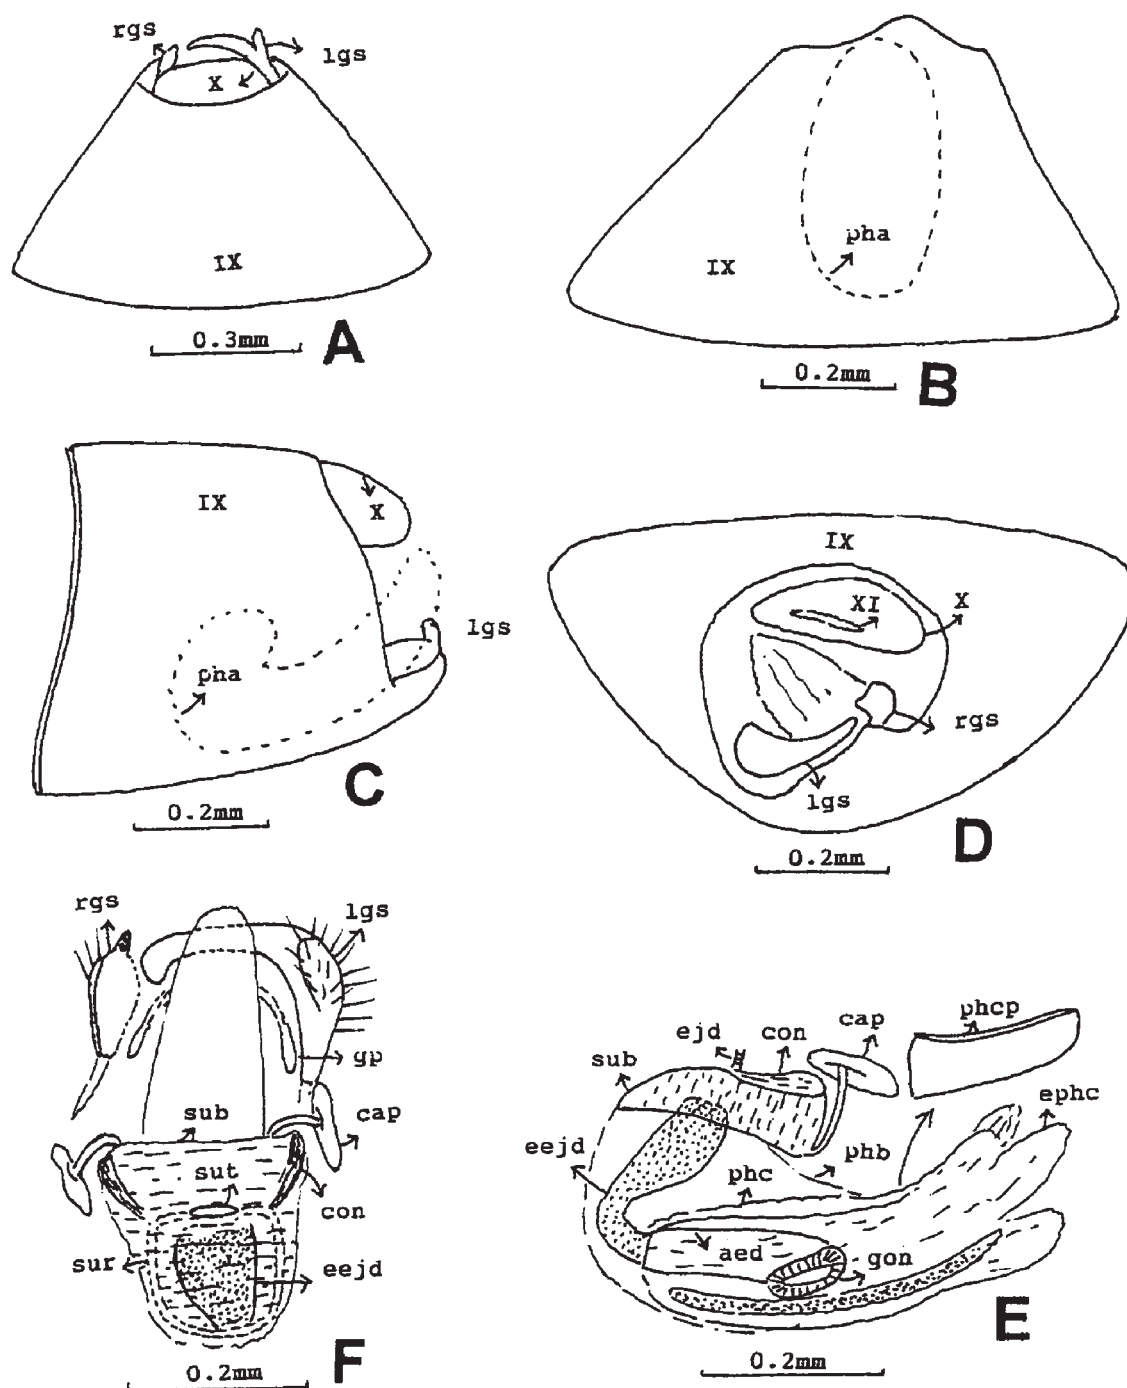 rgs
lgs
X
IX
0.3mm
A
pha
IX
0.2mm
B
IX
X
lgs
pha
C
0.2mm
IX
XI
X
rgs
lgs
D
0.2mm
rgs
lgs
gp
sub
cap
sut
con
sur
eejd
F
0.2mm
phcp
ejd
con
cap
sub
ephc
eejd
phb
phc
aed
gon
E
0.2mm